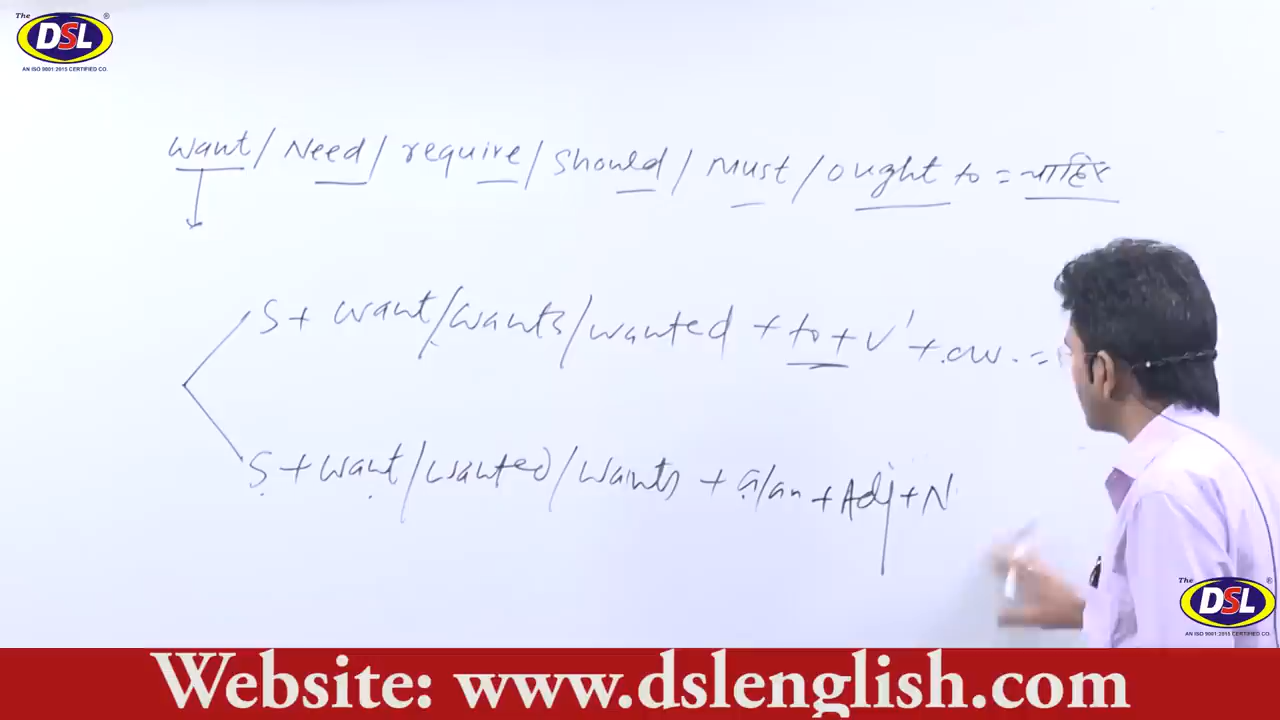 The DSL ®
AN ISO 9001:2015 CERTIFIED CO.
want / Need / require / should / Must / ought to = चाहिए
S + want / wants / wanted + to + V¹ + ow. =
S + want / wanted / wants + a/an + Adj + N
The DSL ®
AN ISO 9001:2015 CERTIFIED CO.
Website: www.dslenglish.com